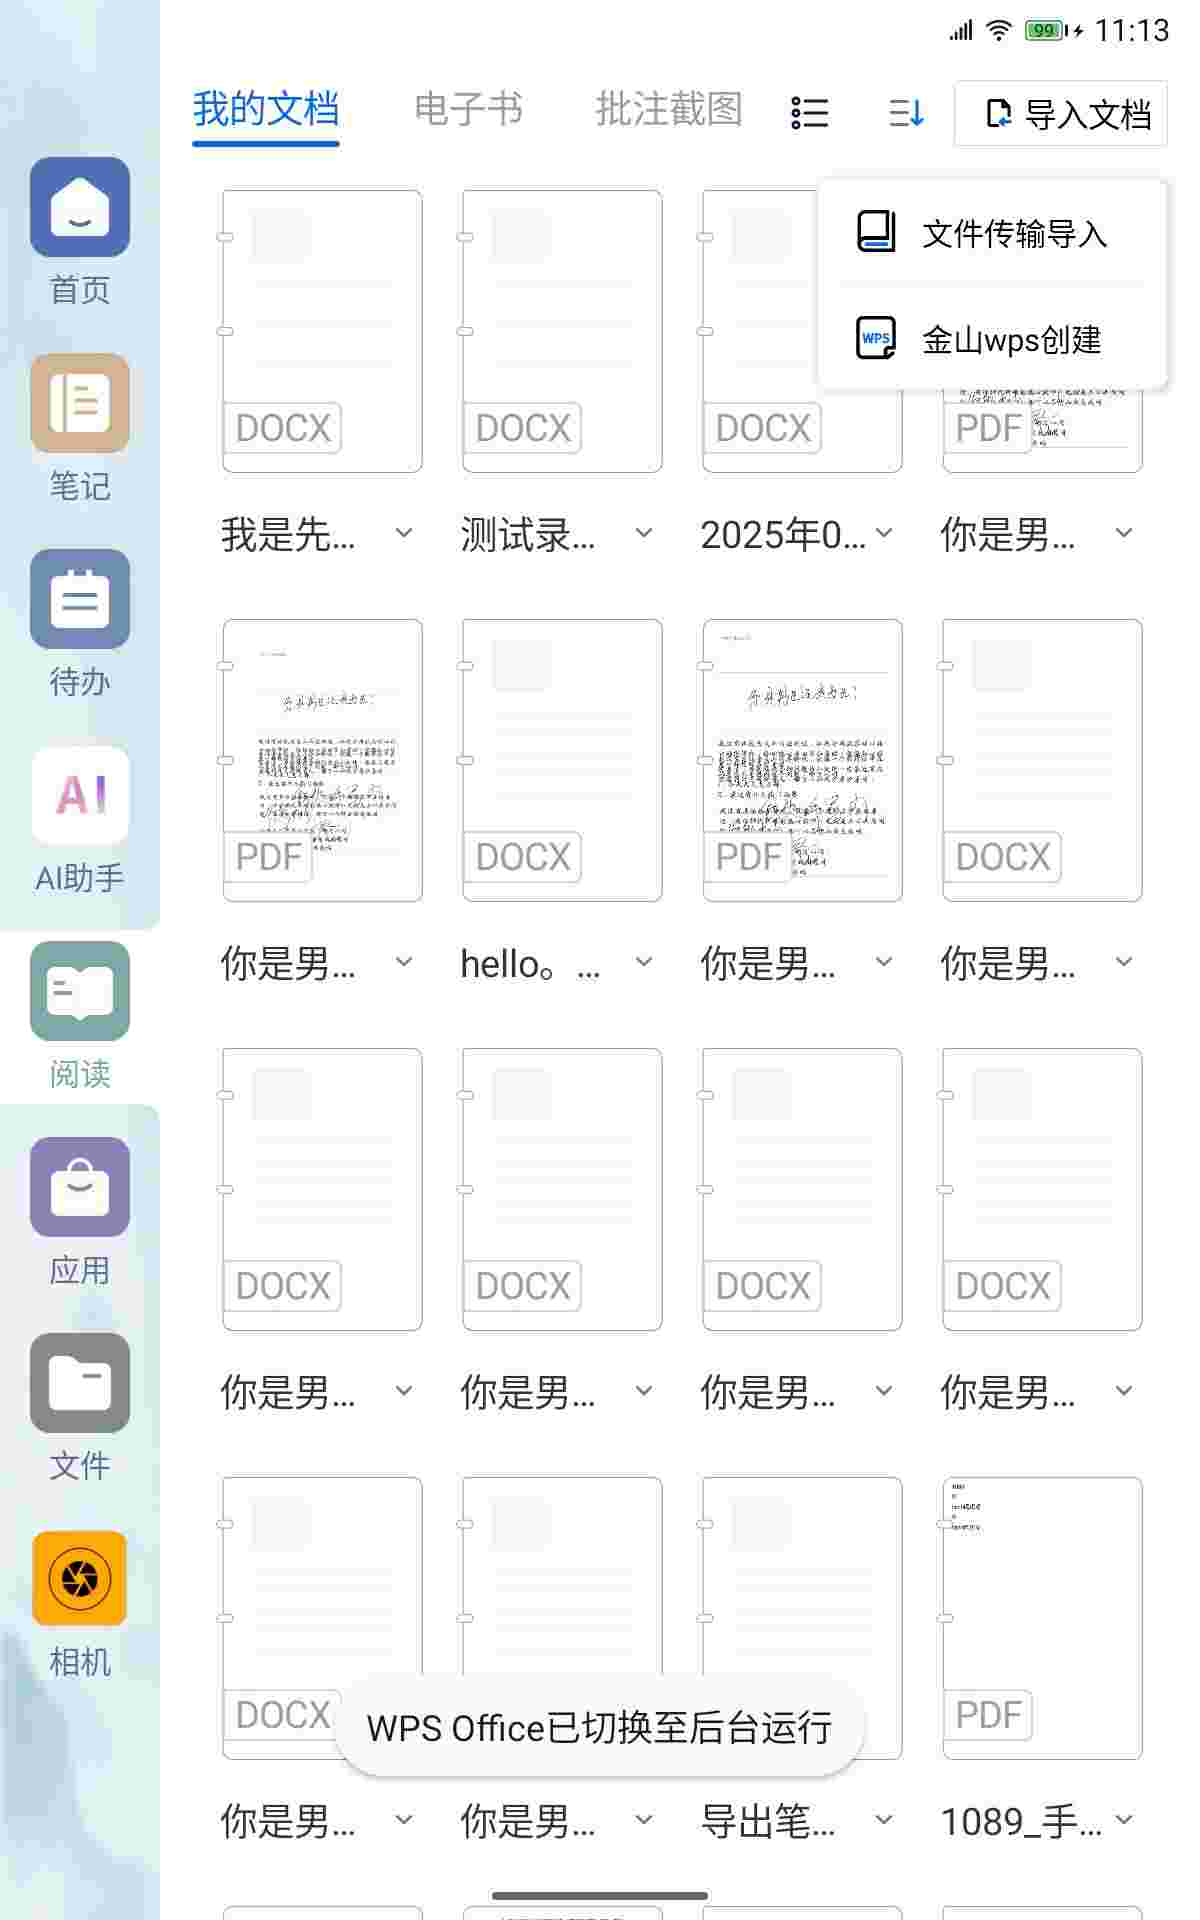 99 11:13
我的文档 电子书 批注截图 导入文档
文件传输导入
WPS 金山wps创建
首页
笔记
待办
AI
AI助手
阅读
应用
文件
相机
DOCX DOCX DOCX PDF
我是先... 测试录... 2025年0... 你是男...
PDF DOCX PDF DOCX
你是男... hello。... 你是男... 你是男...
DOCX DOCX DOCX DOCX
你是男... 你是男... 你是男... 你是男...
DOCX PDF
WPS Office已切换至后台运行
你是男... 你是男... 导出笔... 1089_手...